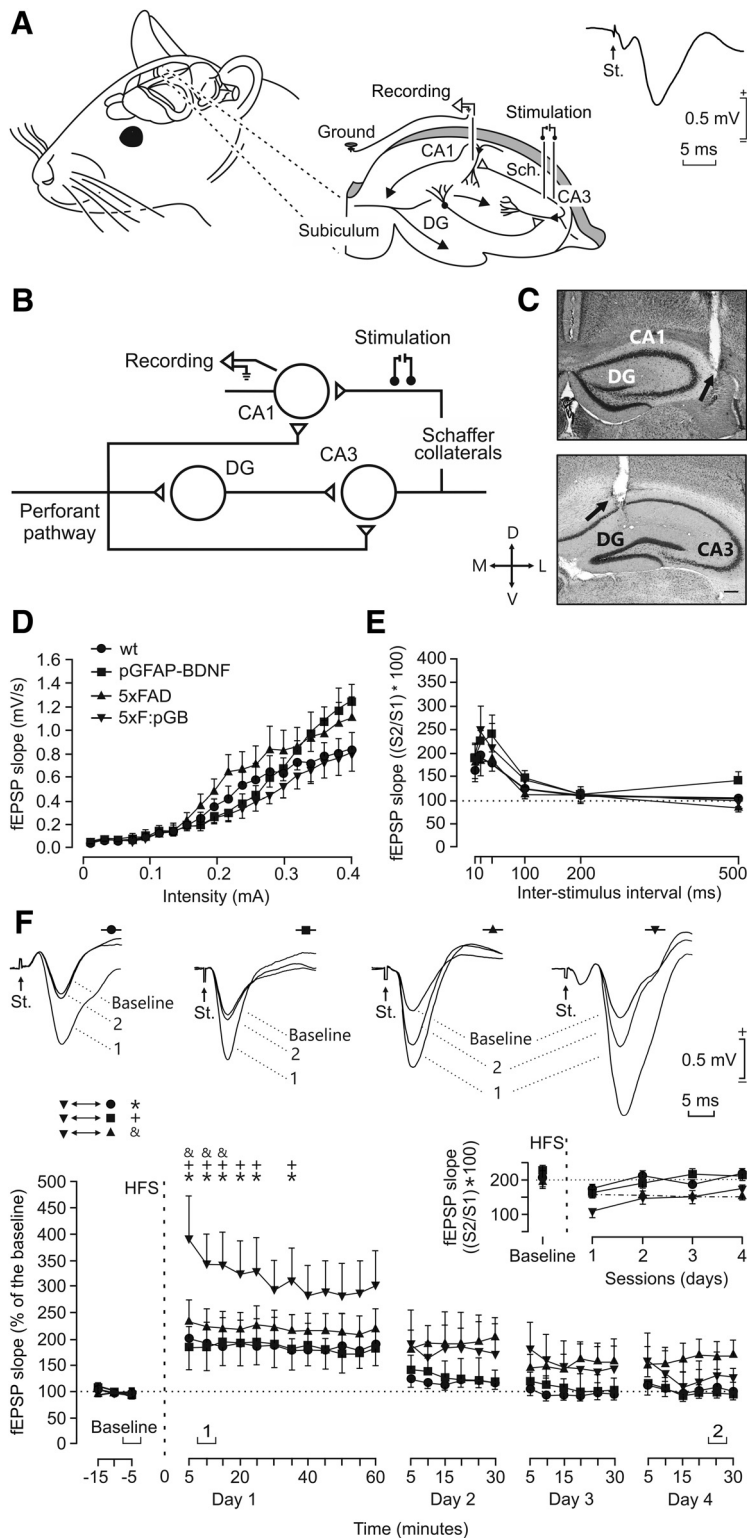 A
St.
+
0.5 mV
–
5 ms
Recording
Stimulation
Ground
CA1
Sch.
CA3
DG
Subiculum
B
Recording
Stimulation
CA1
Schaffer
collaterals
DG
CA3
Perforant
pathway
C
CA1
DG
DG
CA3
D
M
L
V
D
wt
pGFAP-BDNF
5xFAD
5xF:pGB
fEPSP slope (mV/s)
1.6
1.4
1.2
1.0
0.8
0.6
0.4
0.2
0.0
0
0.1
0.2
0.3
0.4
Intensity (mA)
E
fEPSP slope ((S2/S1) * 100)
400
350
300
250
200
150
100
50
0
10
100
200
500
Inter-stimulus interval (ms)
F
St.
Baseline
2
1
St.
Baseline
2
1
St.
Baseline
2
1
St.
+
0.5 mV
–
5 ms
*
+
&
& & &
+ + + + + +
* * * * * *
HFS
fEPSP slope (% of the baseline)
500
450
400
350
300
250
200
150
100
50
0
Baseline
1
2
-15
-5
0
5
10
20
30
40
50
60
5
15
30
5
15
30
5
15
30
Day 1
Day 2
Day 3
Day 4
Time (minutes)
HFS
fEPSP slope
((S2/S1) * 100)
200
100
Baseline
1
2
3
4
Sessions (days)